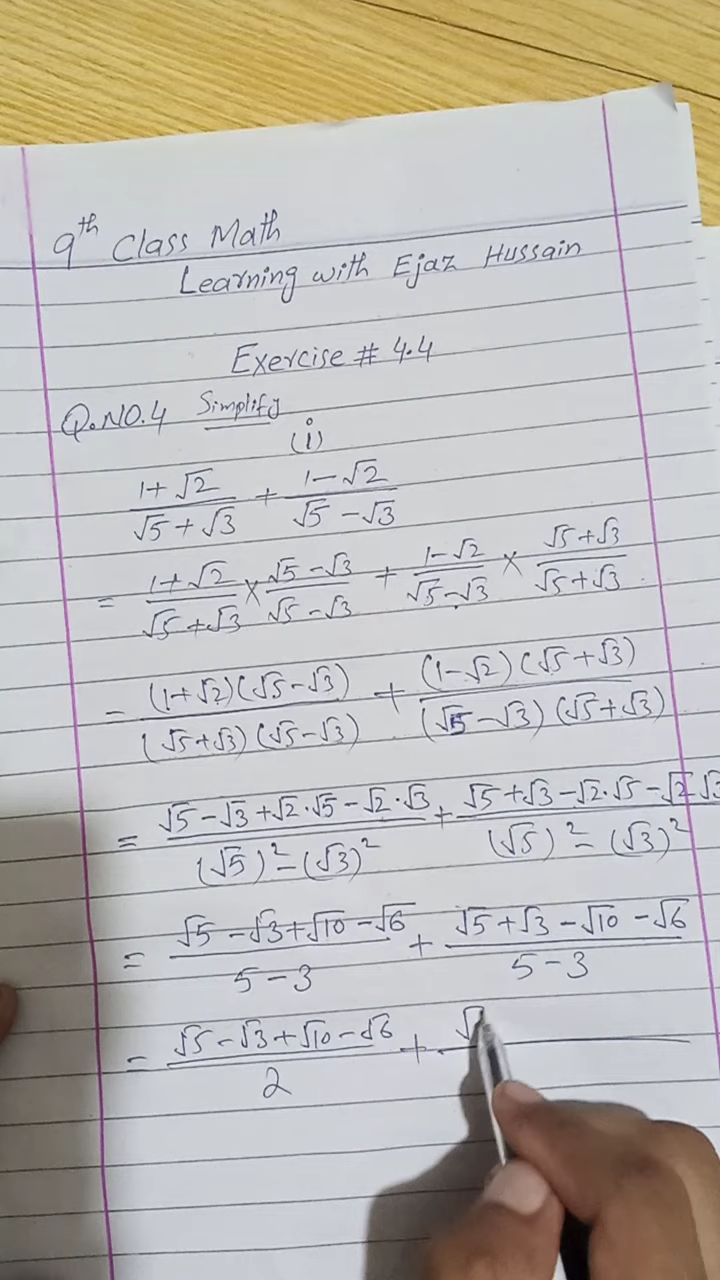 9th Class Math
Learning with Ejaz Hussain
Exercise # 4.4
Q.NO.4 Simplify
(i)
(1+√2)/(√5+√3) + (1-√2)/(√5-√3)
= (1+√2)/(√5+√3) × (√5-√3)/(√5-√3) + (1-√2)/(√5-√3) × (√5+√3)/(√5+√3)
= (1+√2)(√5-√3)/(√5+√3)(√5-√3) + (1-√2)(√5+√3)/(√5-√3)(√5+√3)
= (√5-√3+√2·√5-√2·√3)/((√5)²-(√3)²) + (√5+√3-√2·√5-√2√3)/((√5)²-(√3)²)
= (√5-√3+√10-√6)/(5-3) + (√5+√3-√10-√6)/(5-3)
= (√5-√3+√10-√6)/2 + √